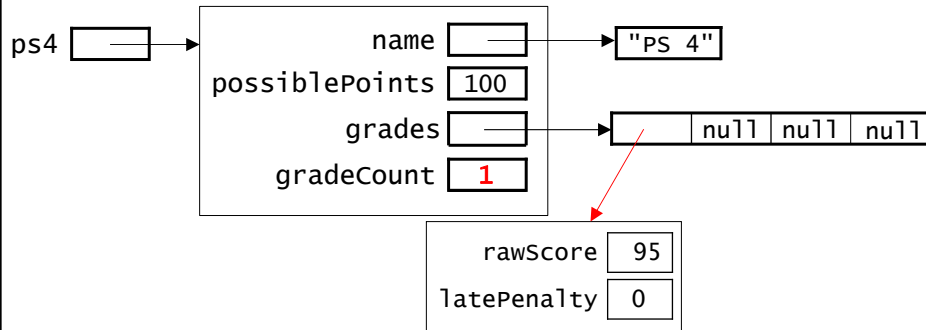 ps4 name "PS 4"
possiblePoints 100
grades null null null
gradeCount 1
rawScore 95
latePenalty 0